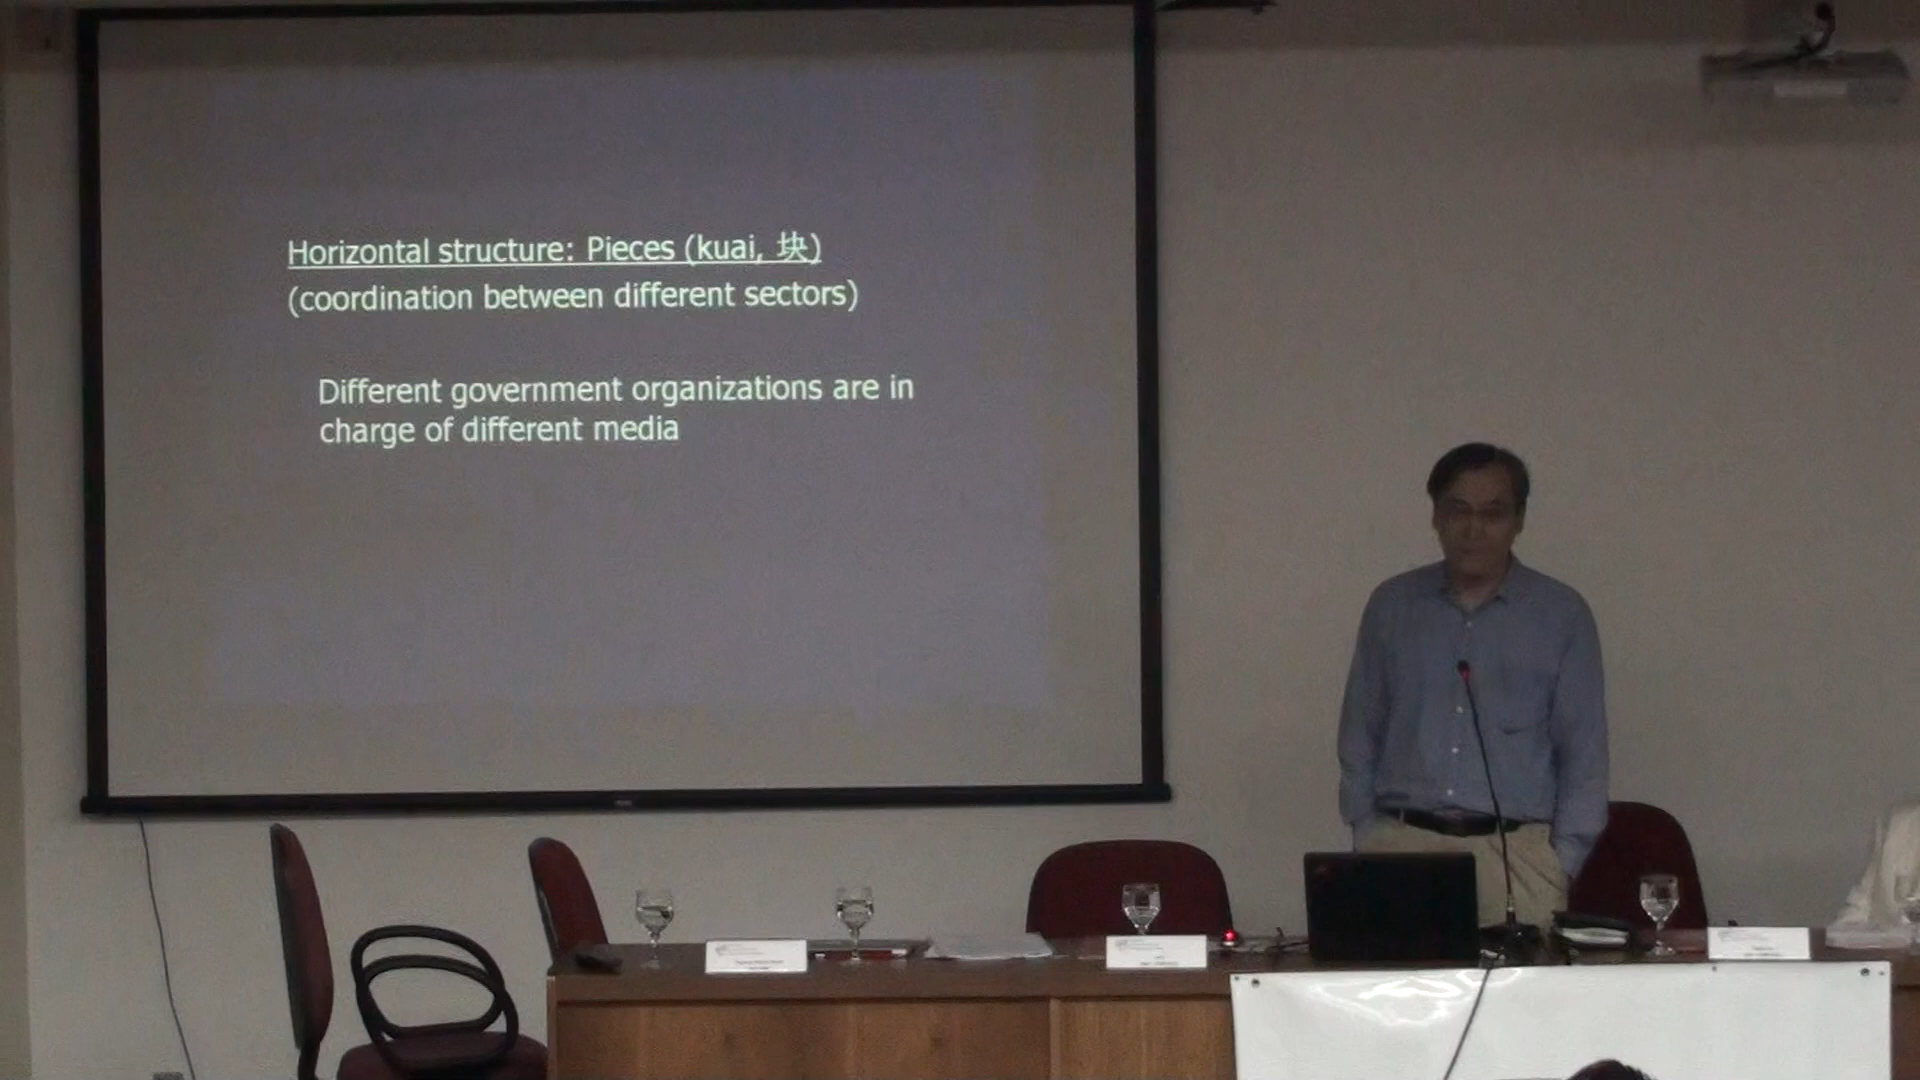 Horizontal structure: Pieces (kuai, 块)
(coordination between different sectors)
Different government organizations are in
charge of different media